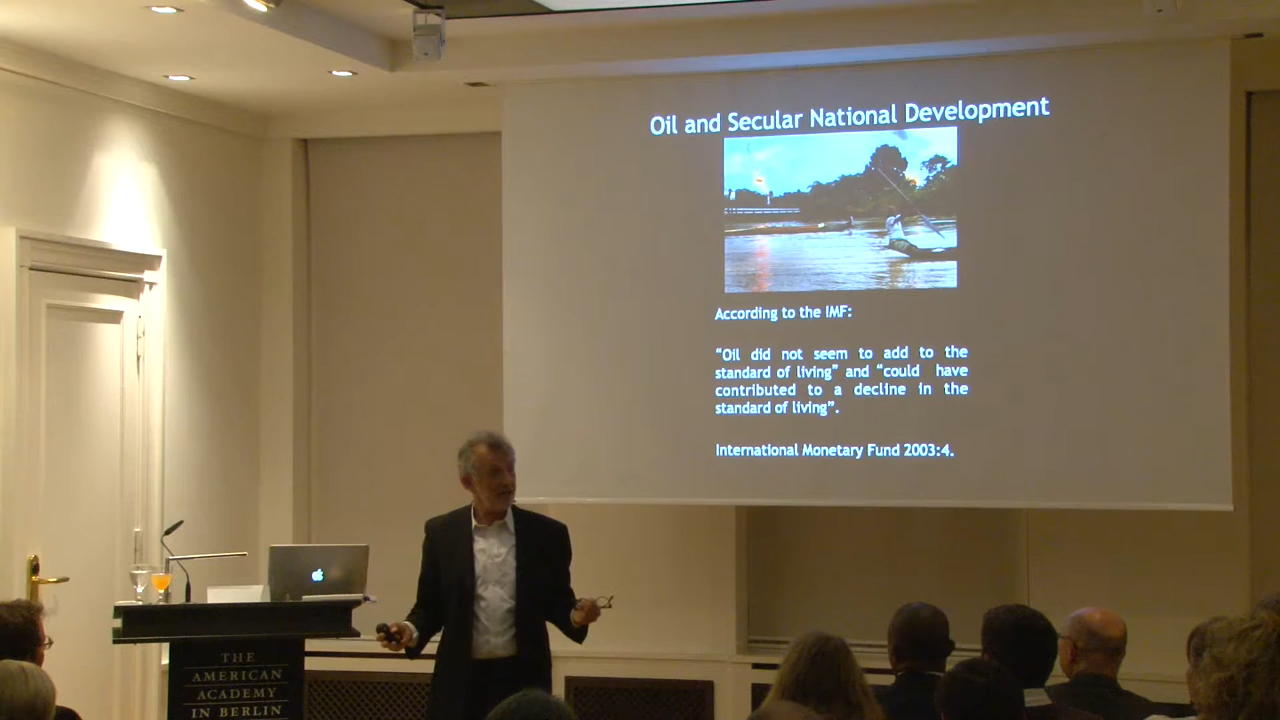 Oil and Secular National Development
According to the IMF:
“Oil did not seem to add to the
standard of living” and “could have
contributed to a decline in the
standard of living”.
International Monetary Fund 2003:4.
THE
AMERICAN
ACADEMY
IN BERLIN